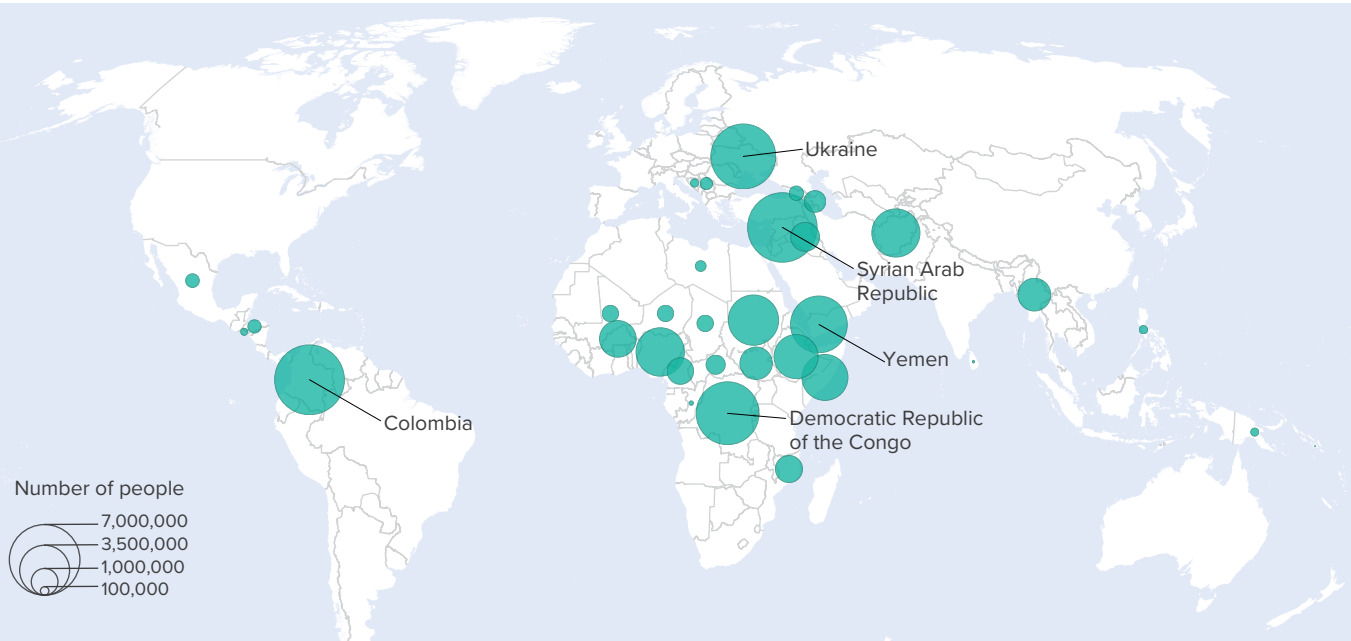 Ukraine
Syrian Arab
Republic
Yemen
Colombia
Democratic Republic
of the Congo
Number of people
7,000,000
3,500,000
1,000,000
100,000